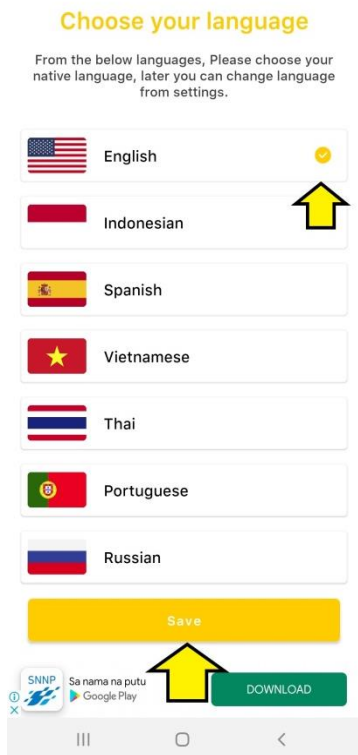 Choose your language
From the below languages, Please choose your
native language, later you can change language
from settings.
English
Indonesian
Spanish
Vietnamese
Thai
Portuguese
Russian
Save
SNNP
Sa nama na putu
Google Play
DOWNLOAD